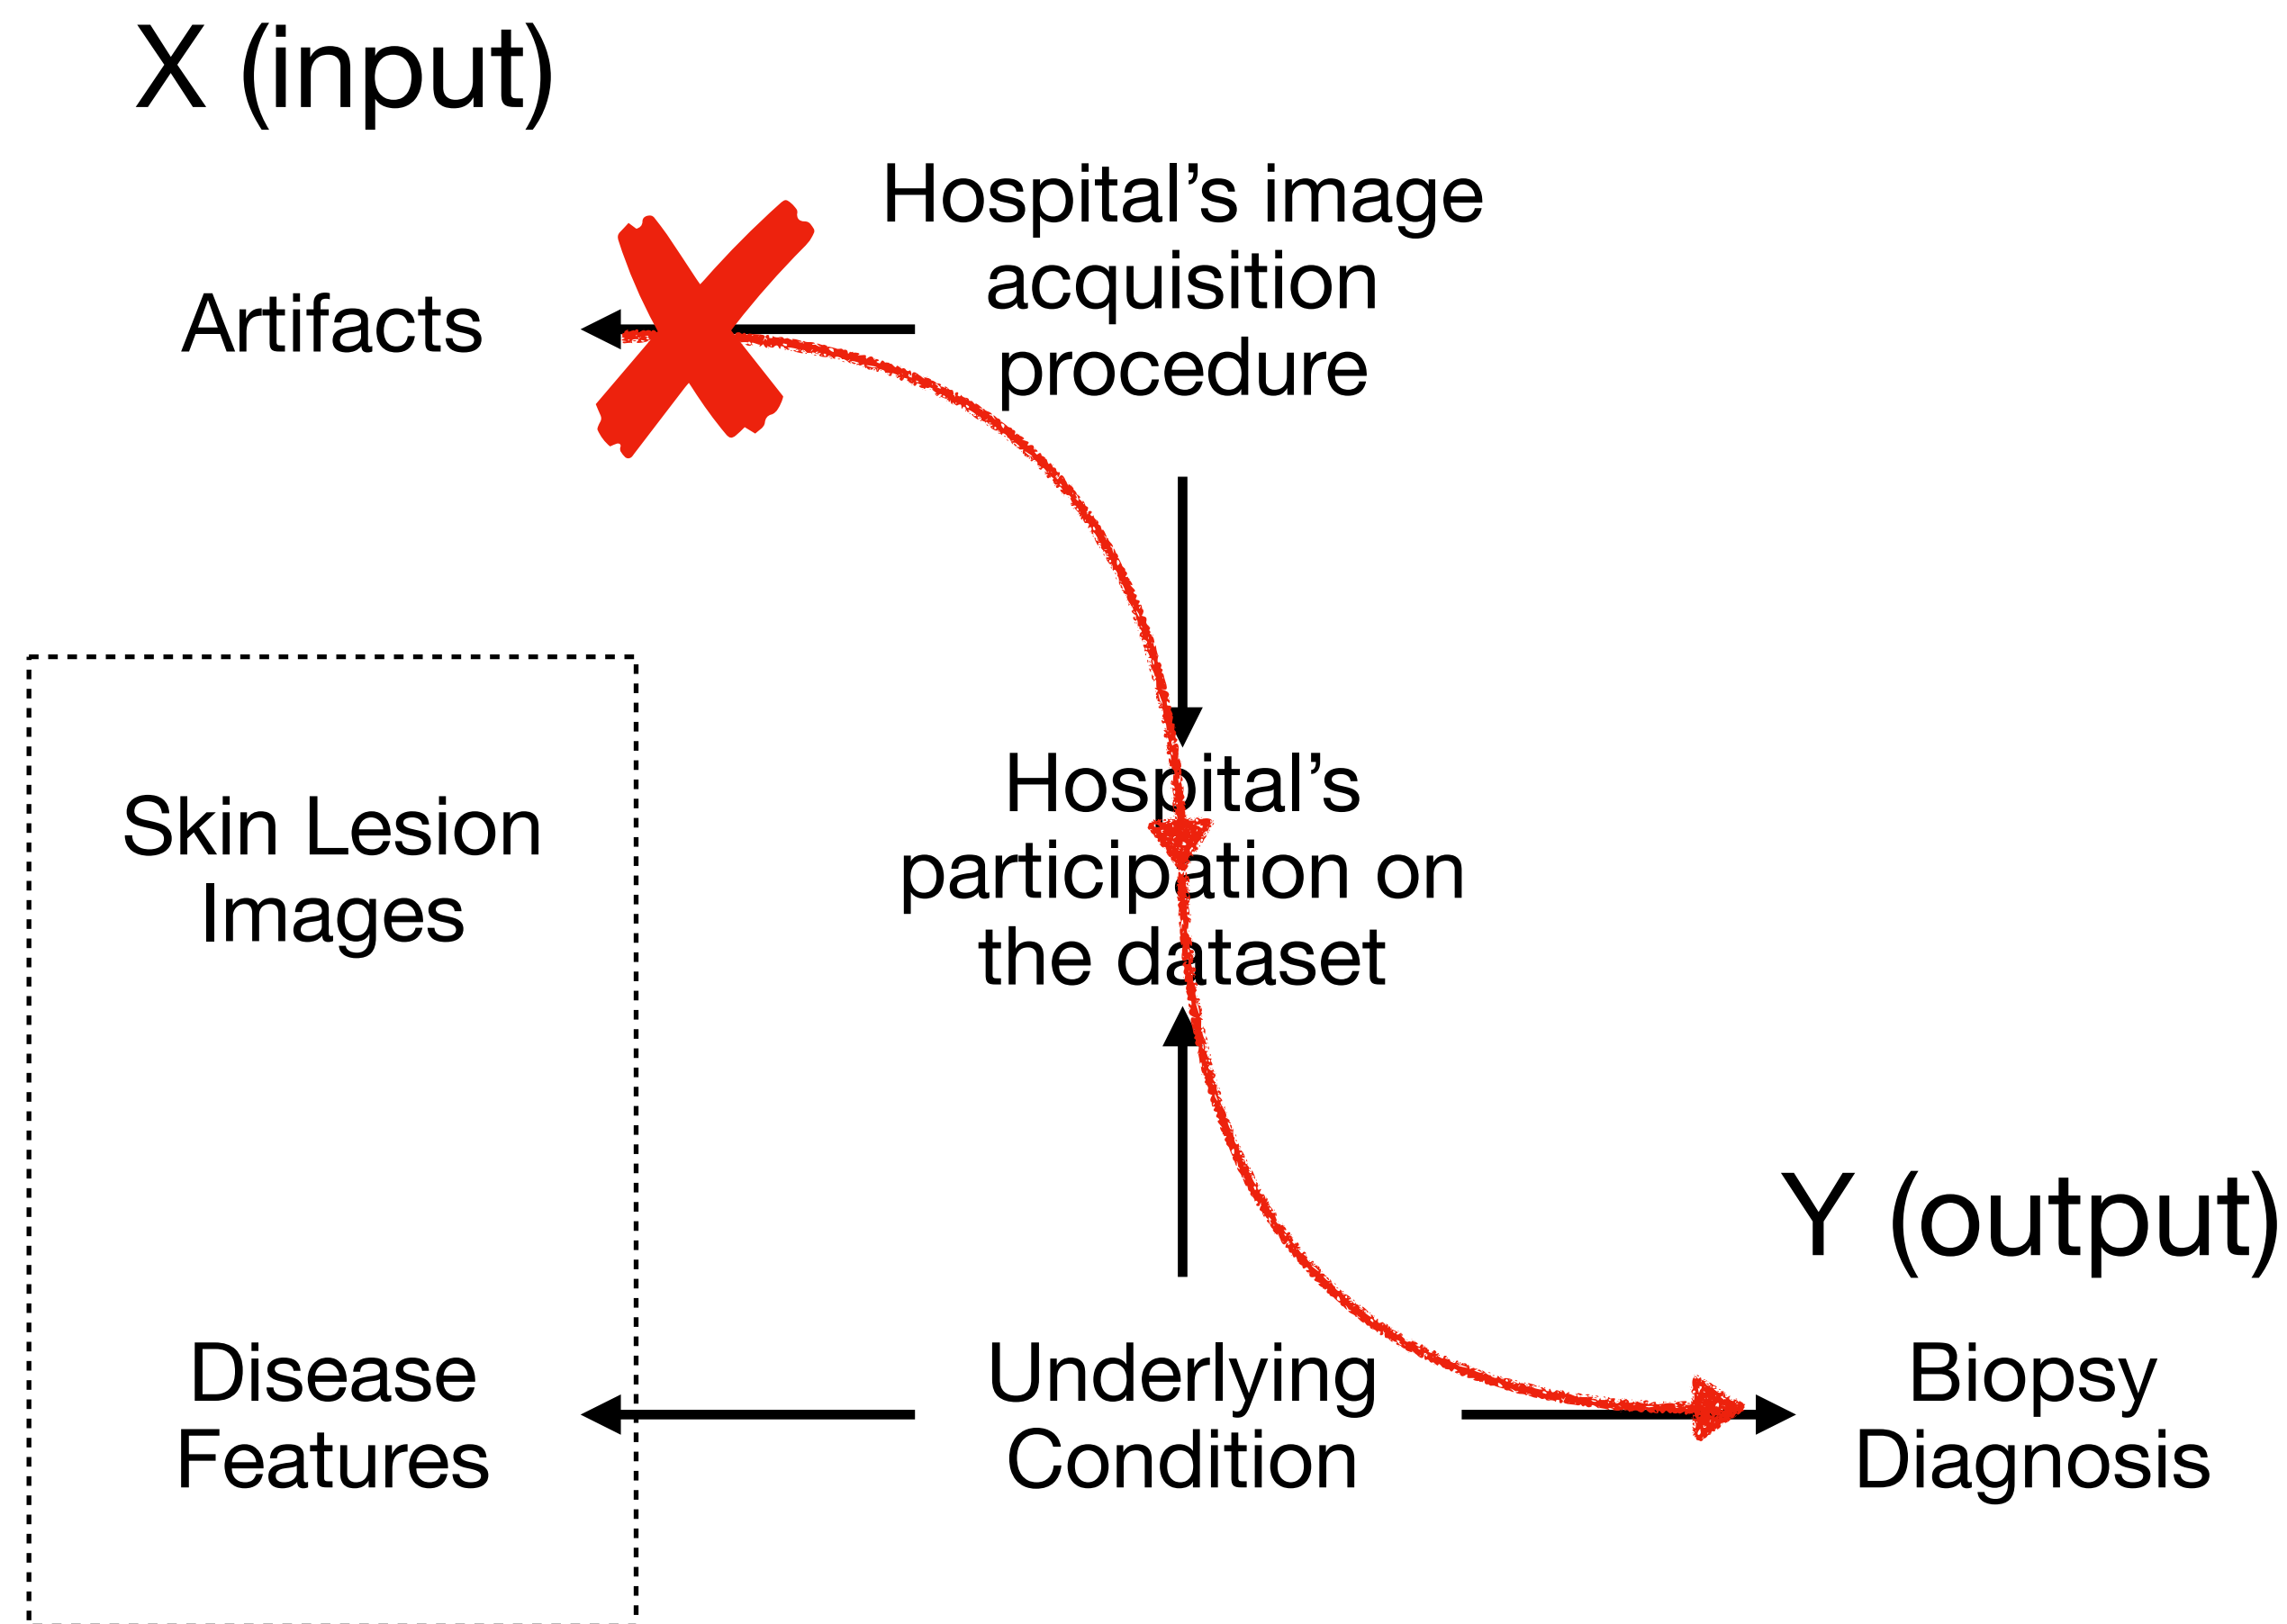 X (input)
Hospital’s image
acquisition
procedure
Artifacts
Hospital’s
participation on
the dataset
Skin Lesion
Images
Y (output)
Disease
Features
Underlying
Condition
Biopsy
Diagnosis